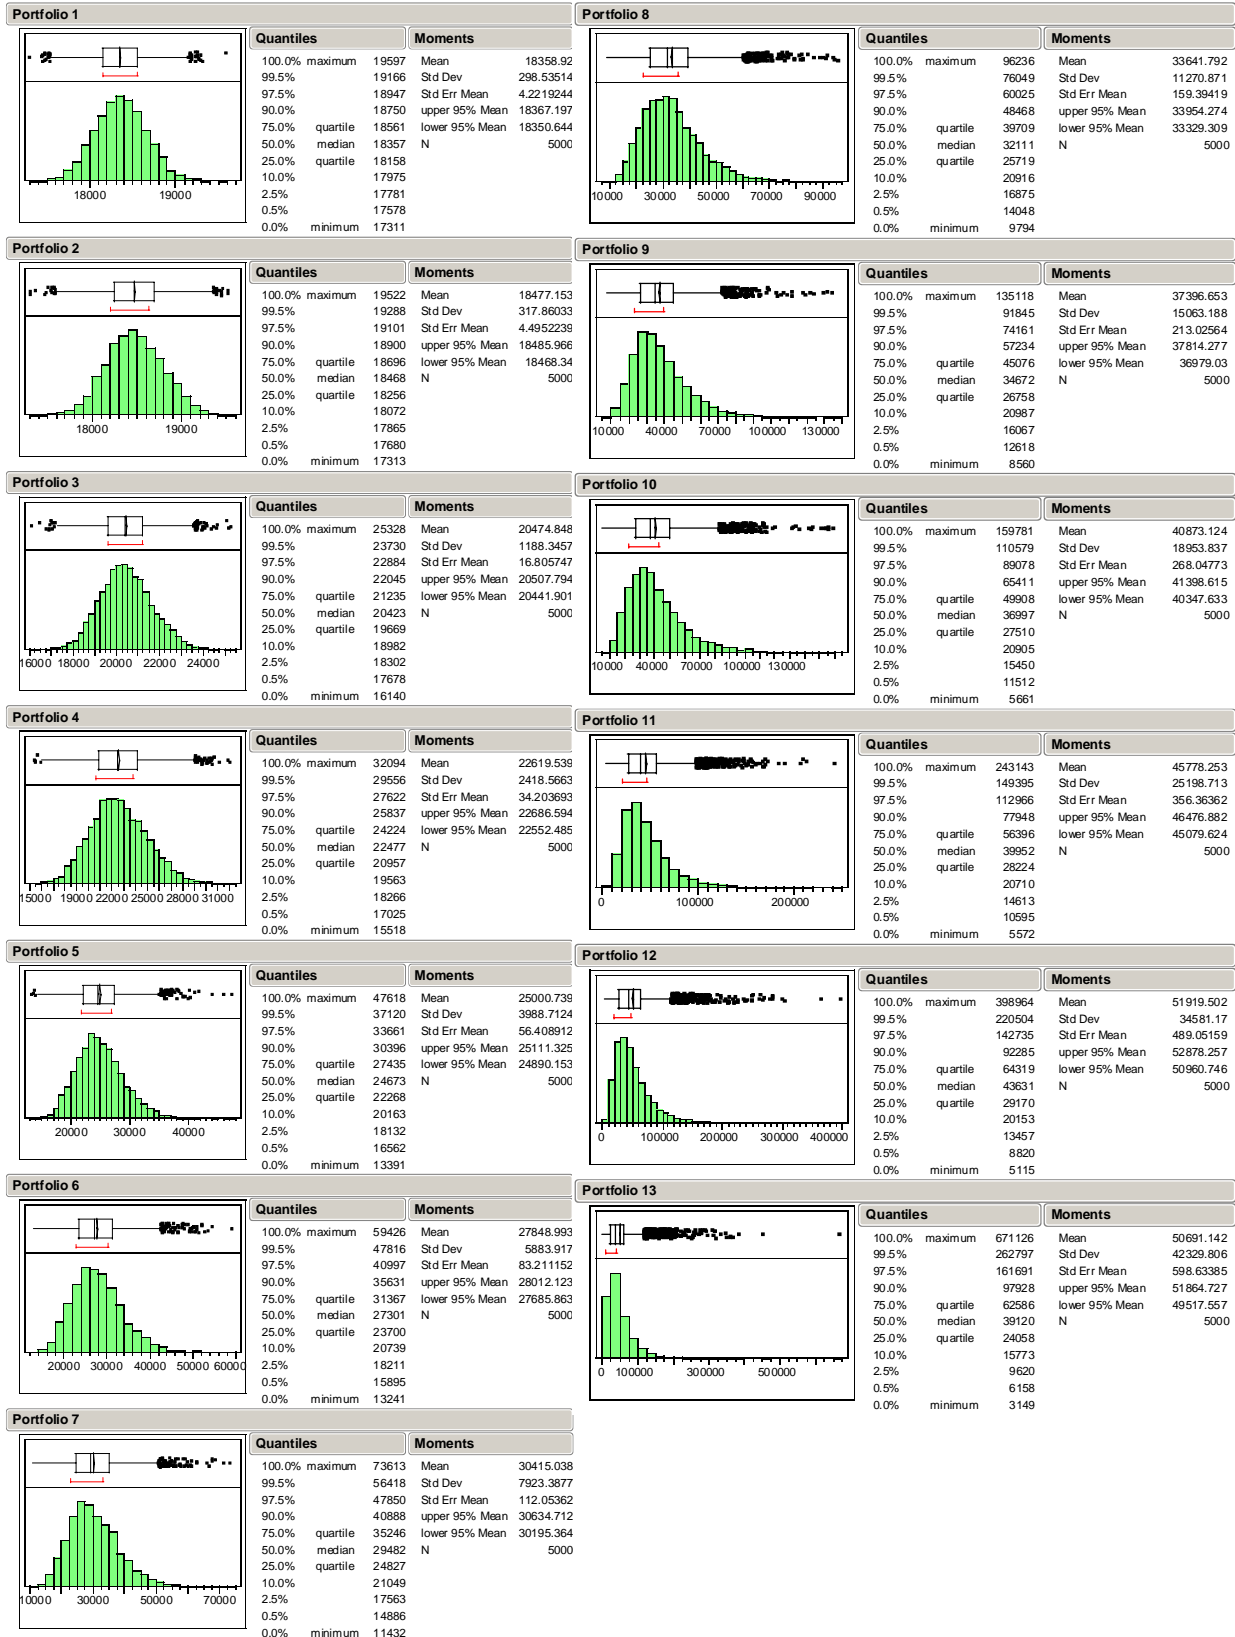 Portfolio 1
Quantiles Moments
100.0% maximum 19597 Mean 18358.92
99.5% 19166 Std Dev 298.53514
97.5% 18947 Std Err Mean 4.2219244
90.0% 18750 upper 95% Mean 18367.197
75.0% quartile 18561 lower 95% Mean 18350.644
50.0% median 18357 N 5000
25.0% quartile 18158
10.0% 17975
2.5% 17781
0.5% 17578
0.0% minimum 17311
18000 19000
Portfolio 2
Quantiles Moments
100.0% maximum 19522 Mean 18477.153
99.5% 19288 Std Dev 317.86033
97.5% 19101 Std Err Mean 4.4952239
90.0% 18900 upper 95% Mean 18485.966
75.0% quartile 18696 lower 95% Mean 18468.34
50.0% median 18468 N 5000
25.0% quartile 18256
10.0% 18072
2.5% 17865
0.5% 17680
0.0% minimum 17313
18000 19000
Portfolio 3
Quantiles Moments
100.0% maximum 25328 Mean 20474.848
99.5% 23730 Std Dev 1188.3457
97.5% 22884 Std Err Mean 16.805747
90.0% 22045 upper 95% Mean 20507.794
75.0% quartile 21235 lower 95% Mean 20441.901
50.0% median 20423 N 5000
25.0% quartile 19669
10.0% 18982
2.5% 18302
0.5% 17678
0.0% minimum 16140
16000 18000 20000 22000 24000
Portfolio 4
Quantiles Moments
100.0% maximum 32094 Mean 22619.539
99.5% 29556 Std Dev 2418.5663
97.5% 27622 Std Err Mean 34.203693
90.0% 25837 upper 95% Mean 22686.594
75.0% quartile 24224 lower 95% Mean 22552.485
50.0% median 22477 N 5000
25.0% quartile 20957
10.0% 19563
2.5% 18266
0.5% 17025
0.0% minimum 15518
15000 19000 22000 25000 28000 31000
Portfolio 5
Quantiles Moments
100.0% maximum 47618 Mean 25000.739
99.5% 37120 Std Dev 3988.7124
97.5% 33661 Std Err Mean 56.408912
90.0% 30396 upper 95% Mean 25111.325
75.0% quartile 27435 lower 95% Mean 24890.153
50.0% median 24673 N 5000
25.0% quartile 22268
10.0% 20163
2.5% 18132
0.5% 16562
0.0% minimum 13391
20000 30000 40000
Portfolio 6
Quantiles Moments
100.0% maximum 59426 Mean 27848.993
99.5% 47816 Std Dev 5883.917
97.5% 40997 Std Err Mean 83.211152
90.0% 35631 upper 95% Mean 28012.123
75.0% quartile 31367 lower 95% Mean 27685.863
50.0% median 27301 N 5000
25.0% quartile 23700
10.0% 20739
2.5% 18211
0.5% 15895
0.0% minimum 13241
20000 30000 40000 50000 60000
Portfolio 7
Quantiles Moments
100.0% maximum 73613 Mean 30415.038
99.5% 56418 Std Dev 7923.3877
97.5% 47850 Std Err Mean 112.05362
90.0% 40888 upper 95% Mean 30634.712
75.0% quartile 35246 lower 95% Mean 30195.364
50.0% median 29482 N 5000
25.0% quartile 24827
10.0% 21049
2.5% 17563
0.5% 14886
0.0% minimum 11432
10000 30000 50000 70000
Portfolio 8
Quantiles Moments
100.0% maximum 96236 Mean 33641.792
99.5% 76049 Std Dev 11270.871
97.5% 60025 Std Err Mean 159.39419
90.0% 48468 upper 95% Mean 33954.274
75.0% quartile 39709 lower 95% Mean 33329.309
50.0% median 32111 N 5000
25.0% quartile 25719
10.0% 20916
2.5% 16875
0.5% 14048
0.0% minimum 9794
10000 30000 50000 70000 90000
Portfolio 9
Quantiles Moments
100.0% maximum 135118 Mean 37396.653
99.5% 91845 Std Dev 15063.188
97.5% 74161 Std Err Mean 213.02564
90.0% 57234 upper 95% Mean 37814.277
75.0% quartile 45076 lower 95% Mean 36979.03
50.0% median 34672 N 5000
25.0% quartile 26758
10.0% 20987
2.5% 16067
0.5% 12618
0.0% minimum 8560
10000 40000 70000 100000 130000
Portfolio 10
Quantiles Moments
100.0% maximum 159781 Mean 40873.124
99.5% 110579 Std Dev 18953.837
97.5% 89078 Std Err Mean 268.04773
90.0% 65411 upper 95% Mean 41398.615
75.0% quartile 49908 lower 95% Mean 40347.633
50.0% median 36997 N 5000
25.0% quartile 27510
10.0% 20905
2.5% 15450
0.5% 11512
0.0% minimum 5661
10000 40000 70000 100000 130000
Portfolio 11
Quantiles Moments
100.0% maximum 243143 Mean 45778.253
99.5% 149395 Std Dev 25198.713
97.5% 112966 Std Err Mean 356.36362
90.0% 77948 upper 95% Mean 46476.882
75.0% quartile 56396 lower 95% Mean 45079.624
50.0% median 39952 N 5000
25.0% quartile 28224
10.0% 20710
2.5% 14613
0.5% 10595
0.0% minimum 5572
0 100000 200000
Portfolio 12
Quantiles Moments
100.0% maximum 398964 Mean 51919.502
99.5% 220504 Std Dev 34581.17
97.5% 142735 Std Err Mean 489.05159
90.0% 92285 upper 95% Mean 52878.257
75.0% quartile 64319 lower 95% Mean 50960.746
50.0% median 43631 N 5000
25.0% quartile 29170
10.0% 20153
2.5% 13457
0.5% 8820
0.0% minimum 5115
0 100000 200000 300000 400000
Portfolio 13
Quantiles Moments
100.0% maximum 671126 Mean 50691.142
99.5% 262797 Std Dev 42329.806
97.5% 161691 Std Err Mean 598.63385
90.0% 97928 upper 95% Mean 51864.727
75.0% quartile 62586 lower 95% Mean 49517.557
50.0% median 39120 N 5000
25.0% quartile 24058
10.0% 15773
2.5% 9620
0.5% 6158
0.0% minimum 3149
0 100000 300000 500000